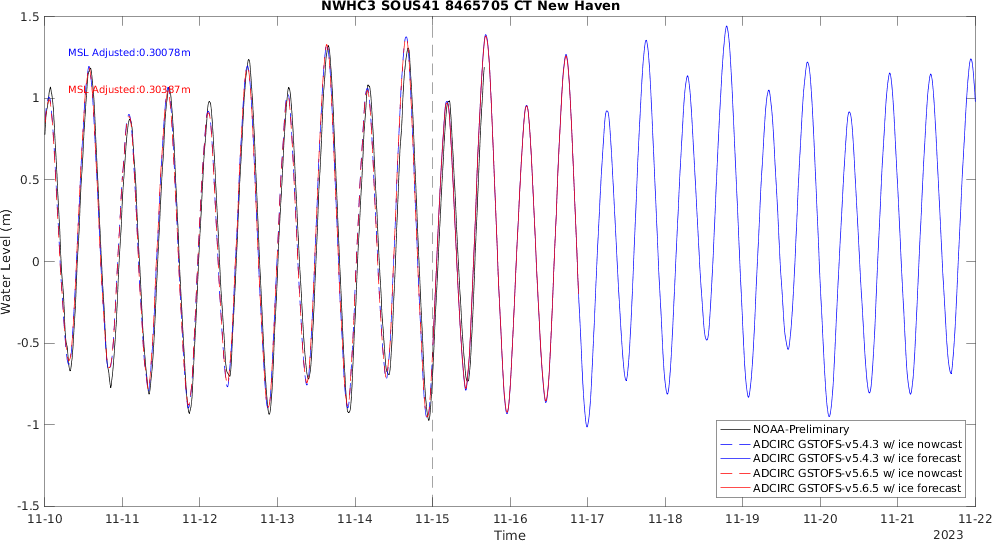 NWHC3 SOUS41 8465705 CT New Haven
MSL Adjusted:0.30078m
MSL Adjusted:0.30387m
Water Level (m)
1.5
1
0.5
0
-0.5
-1
-1.5
NOAA-Preliminary
ADCIRC GSTOFS-v5.4.3 w/ ice nowcast
ADCIRC GSTOFS-v5.4.3 w/ ice forecast
ADCIRC GSTOFS-v5.6.5 w/ ice nowcast
ADCIRC GSTOFS-v5.6.5 w/ ice forecast
11-10 11-11 11-12 11-13 11-14 11-15 11-16 11-17 11-18 11-19 11-20 11-21 11-22
Time
2023